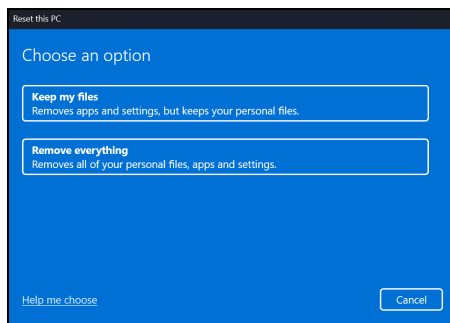 Reset this PC
Choose an option
Keep my files
Removes apps and settings, but keeps your personal files.
Remove everything
Removes all of your personal files, apps and settings.
Help me choose
Cancel